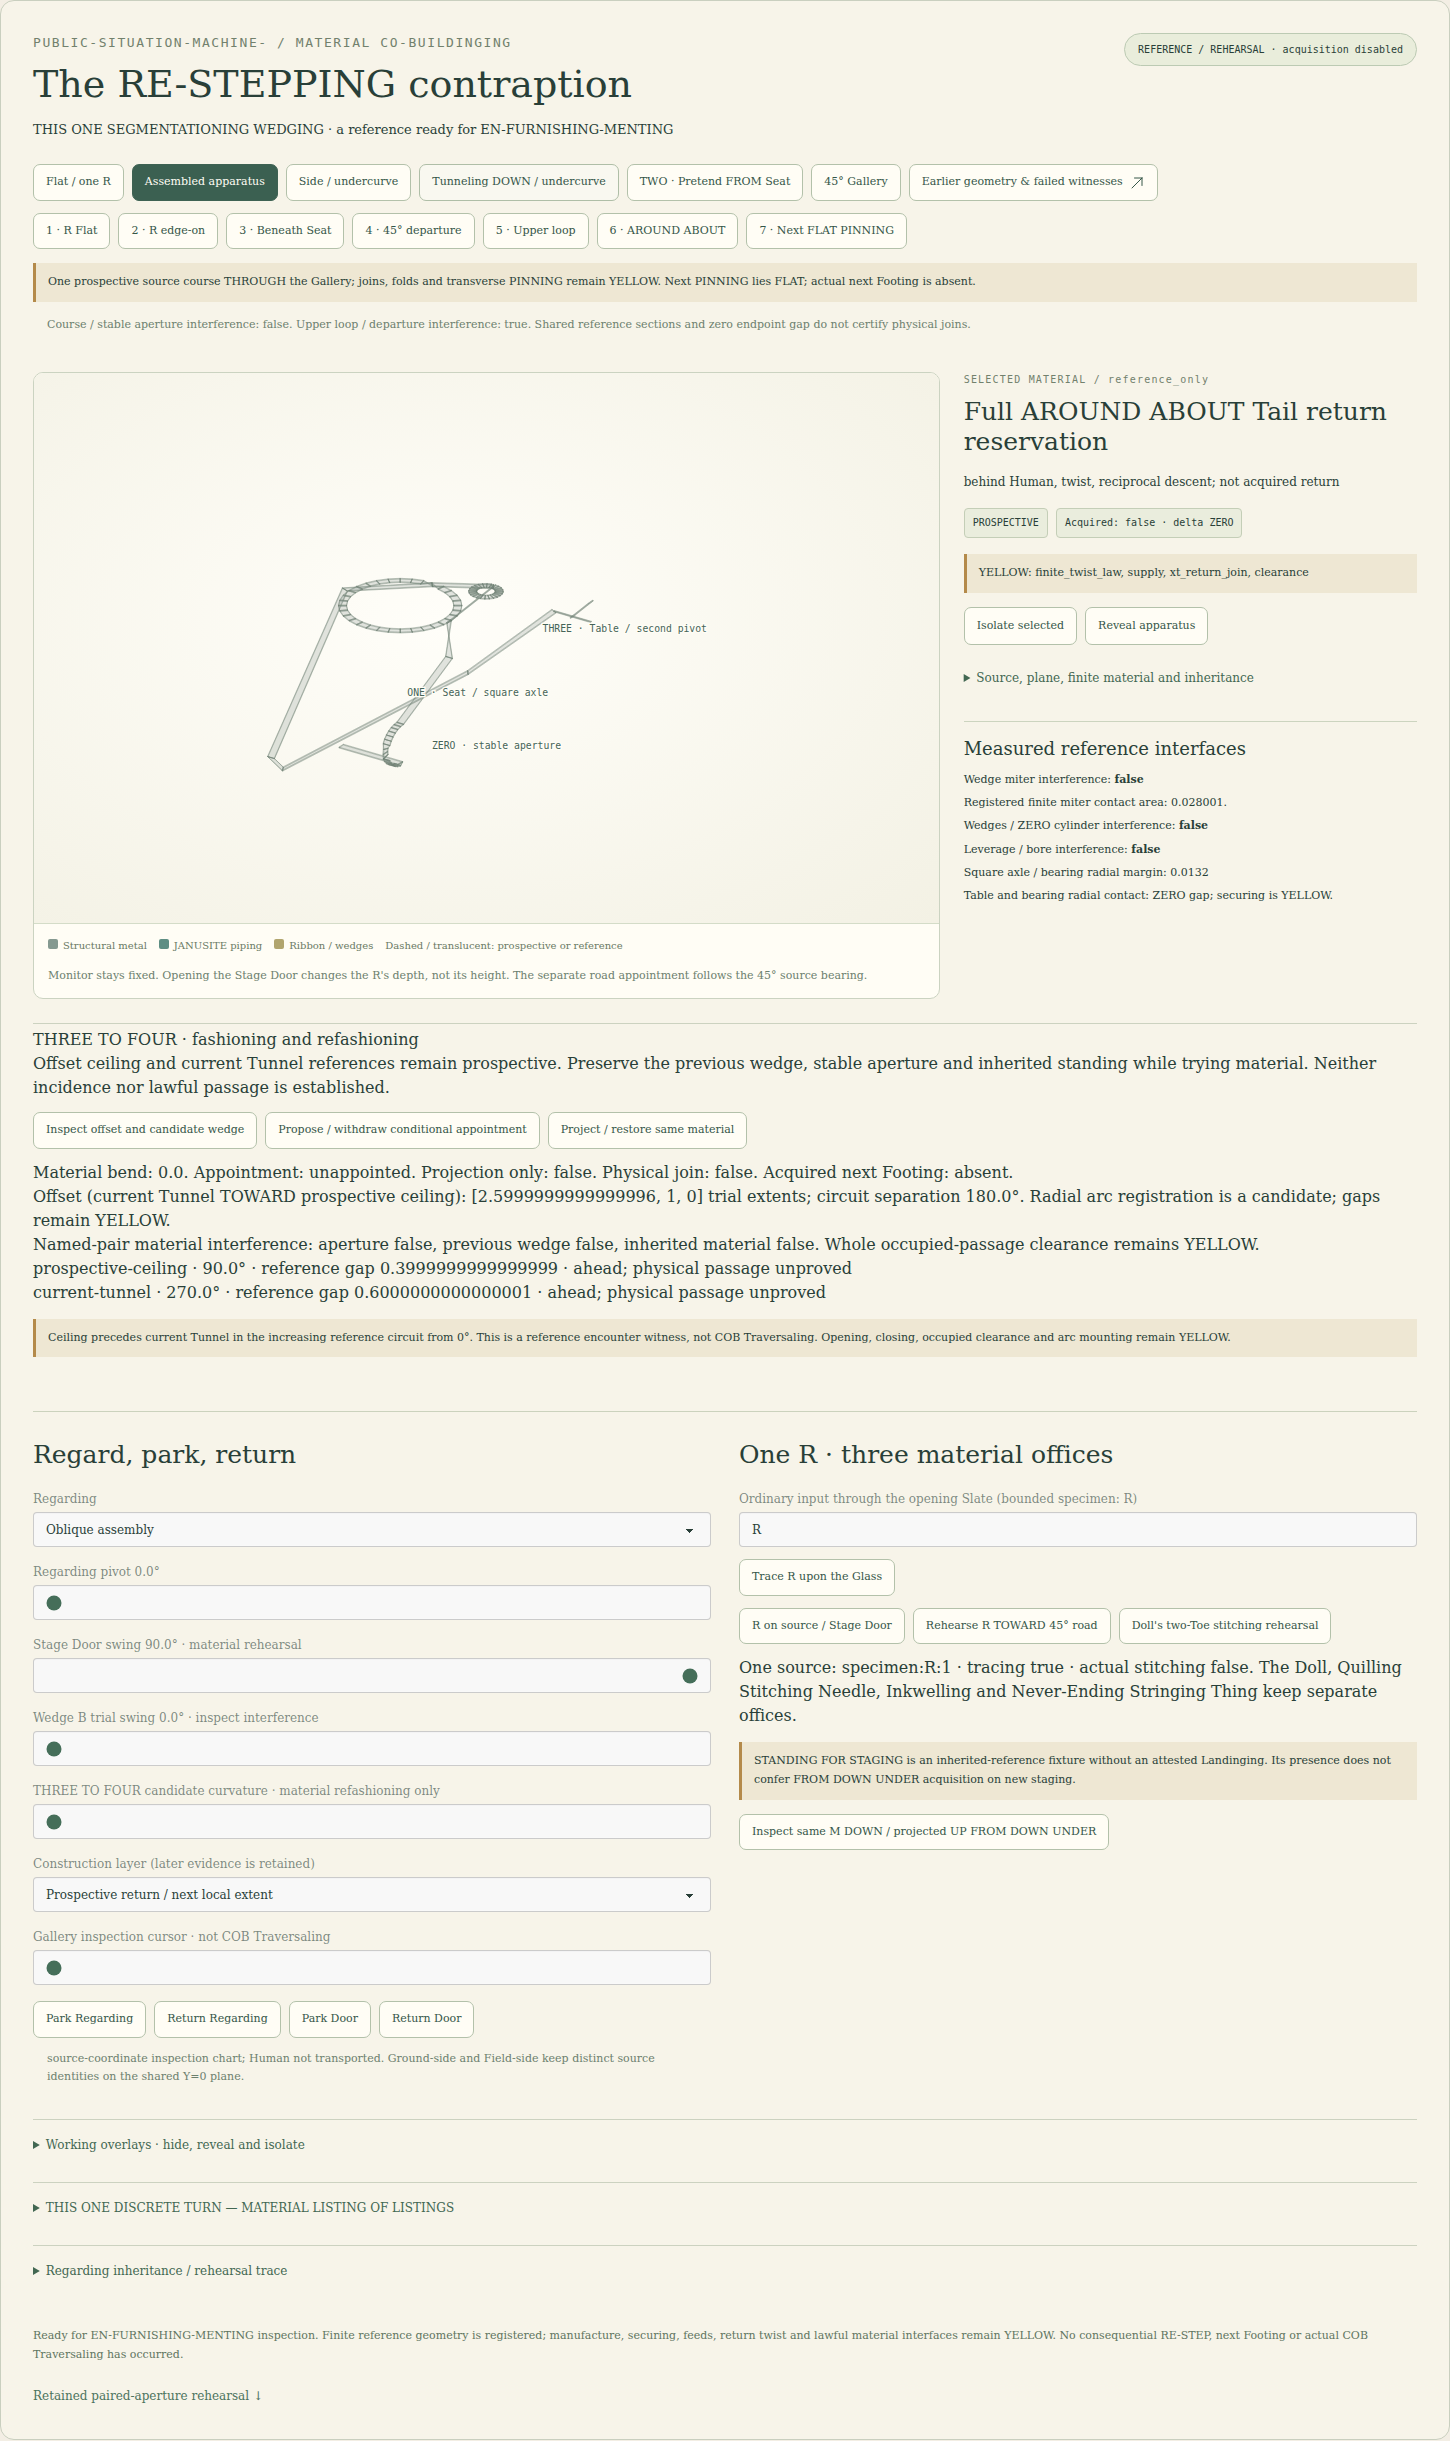 PUBLIC-SITUATION-MACHINE- / MATERIAL CO-BUILDINGING
REFERENCE / REHEARSAL · acquisition disabled
The RE-STEPPING contraption
THIS ONE SEGMENTATIONING WEDGING · a reference ready for EN-FURNISHING-MENTING
Flat / one R
Assembled apparatus
Side / undercurve
Tunneling DOWN / undercurve
TWO · Pretend FROM Seat
45° Gallery
Earlier geometry & failed witnesses
1 · R Flat
2 · R edge-on
3 · Beneath Seat
4 · 45° departure
5 · Upper loop
6 · AROUND ABOUT
7 · Next FLAT PINNING
One prospective source course THROUGH the Gallery; joins, folds and transverse PINNING remain YELLOW. Next PINNING lies FLAT; actual next Footing is absent.
Course / stable aperture interference: false. Upper loop / departure interference: true. Shared reference sections and zero endpoint gap do not certify physical joins.
THREE · Table / second pivot
ONE · Seat / square axle
ZERO · stable aperture
Structural metal
JANUSITE piping
Ribbon / wedges
Dashed / translucent: prospective or reference
Monitor stays fixed. Opening the Stage Door changes the R's depth, not its height. The separate road appointment follows the 45° source bearing.
SELECTED MATERIAL / reference_only
Full AROUND ABOUT Tail return
reservation
behind Human, twist, reciprocal descent; not acquired return
PROSPECTIVE
Acquired: false · delta ZERO
YELLOW: finite_twist_law, supply, xt_return_join, clearance
Isolate selected
Reveal apparatus
Source, plane, finite material and inheritance
Measured reference interfaces
Wedge miter interference: false
Registered finite miter contact area: 0.028001.
Wedges / ZERO cylinder interference: false
Leverage / bore interference: false
Square axle / bearing radial margin: 0.0132
Table and bearing radial contact: ZERO gap; securing is YELLOW.
THREE TO FOUR · fashioning and refashioning
Offset ceiling and current Tunnel references remain prospective. Preserve the previous wedge, stable aperture and inherited standing while trying material. Neither
incidence nor lawful passage is established.
Inspect offset and candidate wedge
Propose / withdraw conditional appointment
Project / restore same material
Material bend: 0.0. Appointment: unappointed. Projection only: false. Physical join: false. Acquired next Footing: absent.
Offset (current Tunnel TOWARD prospective ceiling): [2.5999999999999996, 1, 0] trial extents; circuit separation 180.0°. Radial arc registration is a candidate; gaps
remain YELLOW.
Named-pair material interference: aperture false, previous wedge false, inherited material false. Whole occupied-passage clearance remains YELLOW.
prospective-ceiling · 90.0° · reference gap 0.3999999999999999 · ahead; physical passage unproved
current-tunnel · 270.0° · reference gap 0.6000000000000001 · ahead; physical passage unproved
Ceiling precedes current Tunnel in the increasing reference circuit from 0°. This is a reference encounter witness, not COB Traversaling. Opening, closing, occupied clearance and arc mounting remain YELLOW.
Regard, park, return
Regarding
Oblique assembly
Regarding pivot 0.0°
Stage Door swing 90.0° · material rehearsal
Wedge B trial swing 0.0° · inspect interference
THREE TO FOUR candidate curvature · material refashioning only
Construction layer (later evidence is retained)
Prospective return / next local extent
Gallery inspection cursor · not COB Traversaling
Park Regarding
Return Regarding
Park Door
Return Door
source-coordinate inspection chart; Human not transported. Ground-side and Field-side keep distinct source
identities on the shared Y=0 plane.
One R · three material offices
Ordinary input through the opening Slate (bounded specimen: R)
R
Trace R upon the Glass
R on source / Stage Door
Rehearse R TOWARD 45° road
Doll's two-Toe stitching rehearsal
One source: specimen:R:1 · tracing true · actual stitching false. The Doll, Quilling
Stitching Needle, Inkwelling and Never-Ending Stringing Thing keep separate
offices.
STANDING FOR STAGING is an inherited-reference fixture without an attested Landinging. Its presence does not
confer FROM DOWN UNDER acquisition on new staging.
Inspect same M DOWN / projected UP FROM DOWN UNDER
Working overlays · hide, reveal and isolate
THIS ONE DISCRETE TURN — MATERIAL LISTING OF LISTINGS
Regarding inheritance / rehearsal trace
Ready for EN-FURNISHING-MENTING inspection. Finite reference geometry is registered; manufacture, securing, feeds, return twist and lawful material interfaces remain YELLOW. No consequential RE-STEP, next Footing or actual COB
Traversaling has occurred.
Retained paired-aperture rehearsal ↓